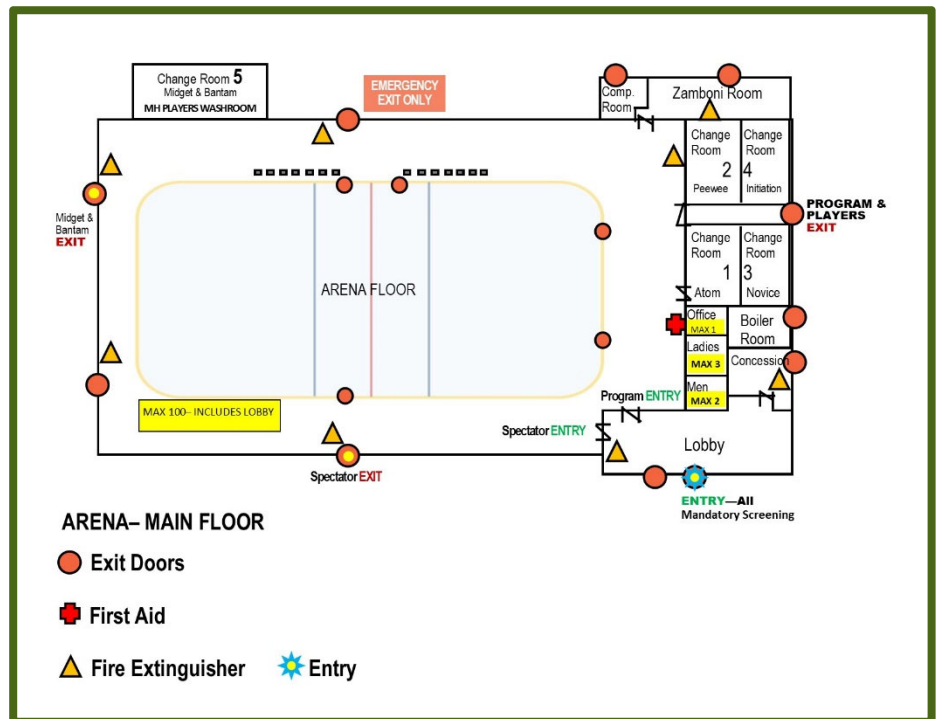 Change Room 5
Midget & Bantam
MH PLAYERS WASHROOM
EMERGENCY
EXIT ONLY
Comp.
Room
Zamboni Room
Change
Room
2
Peewee
Change
Room
4
Initiation
Midget &
Bantam
EXIT
PROGRAM &
PLAYERS
EXIT
Change
Room
1
Atom
Change
Room
3
Novice
ARENA FLOOR
Office
MAX 1
Boiler
Room
Ladies
MAX 3
Concession
Men
MAX 2
MAX 100– INCLUDES LOBBY
Program ENTRY
Spectator ENTRY
Lobby
Spectator EXIT
ENTRY—All
Mandatory Screening
ARENA– MAIN FLOOR
Exit Doors
First Aid
Fire Extinguisher
Entry